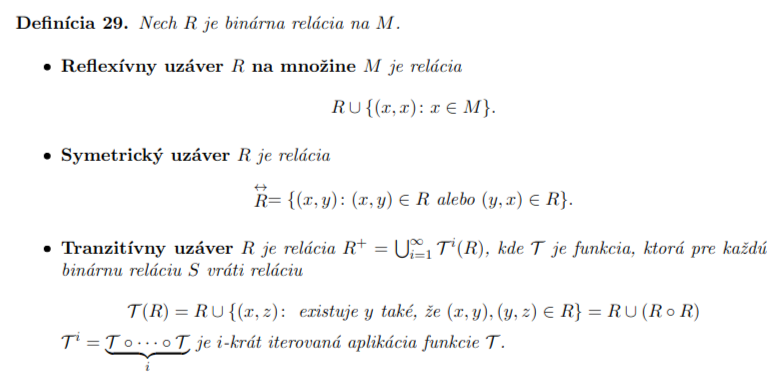 Definícia 29. Nech R je binárna relácia na M.
• Reflexívny uzáver R na množine M je relácia
R ∪ {(x, x): x ∈ M}.
• Symetrický uzáver R je relácia
↔
R= {(x, y): (x, y) ∈ R alebo (y, x) ∈ R}.
• Tranzitívny uzáver R je relácia R⁺ = ⋃_{i=1}^{∞} 𝒯ⁱ(R), kde 𝒯 je funkcia, ktorá pre každú
binárnu reláciu S vráti reláciu
𝒯(R) = R ∪ {(x, z): existuje y také, že (x, y), (y, z) ∈ R} = R ∪ (R ∘ R)
𝒯ⁱ = 𝒯 ∘ ⋯ ∘ 𝒯 je i-krát iterovaná aplikácia funkcie 𝒯.
i